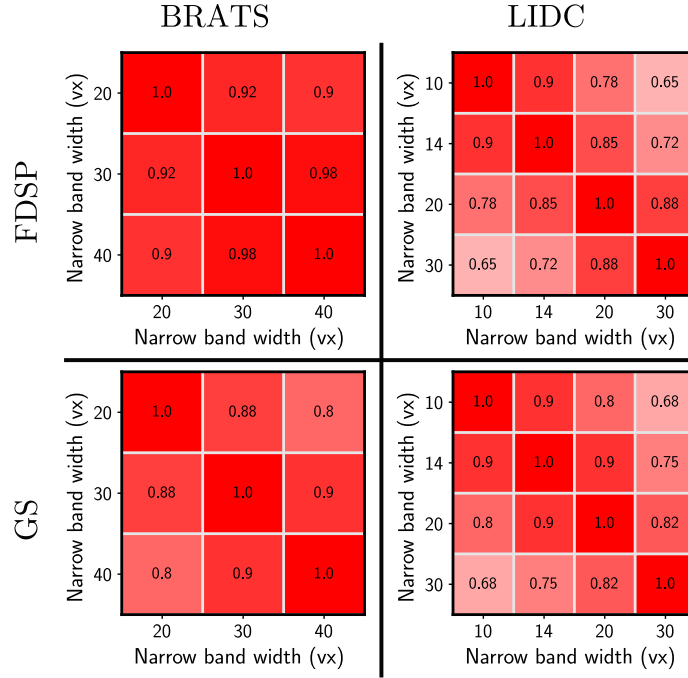 BRATS LIDC
FDSP
Narrow band width (vx)
20 1.0 0.92 0.9
30 0.92 1.0 0.98
40 0.9 0.98 1.0
20 30 40
Narrow band width (vx)
Narrow band width (vx)
10 1.0 0.9 0.78 0.65
14 0.9 1.0 0.85 0.72
20 0.78 0.85 1.0 0.88
30 0.65 0.72 0.88 1.0
10 14 20 30
Narrow band width (vx)
GS
Narrow band width (vx)
20 1.0 0.88 0.8
30 0.88 1.0 0.9
40 0.8 0.9 1.0
20 30 40
Narrow band width (vx)
Narrow band width (vx)
10 1.0 0.9 0.8 0.68
14 0.9 1.0 0.9 0.75
20 0.8 0.9 1.0 0.82
30 0.68 0.75 0.82 1.0
10 14 20 30
Narrow band width (vx)